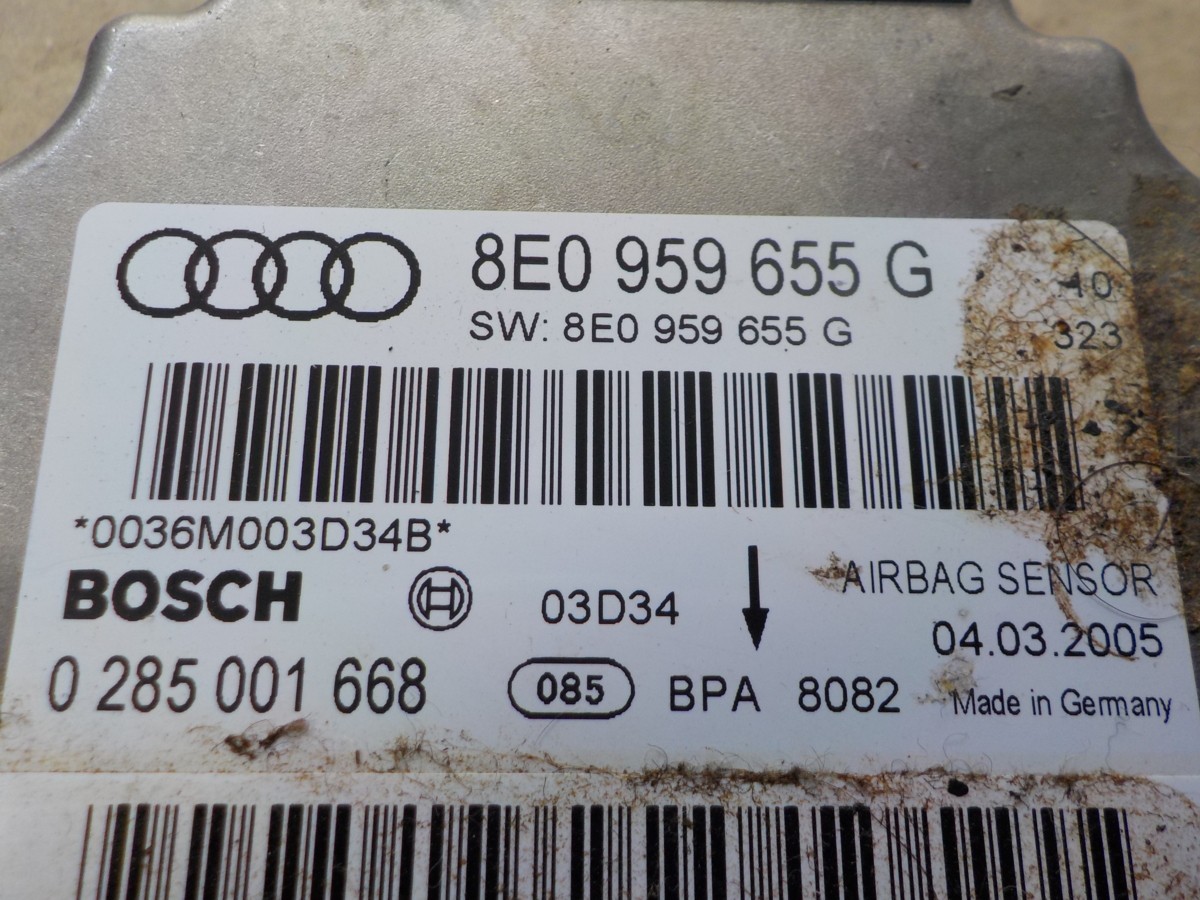 8E0 959 655 G
10
SW: 8E0 959 655 G
323
*0036M003D34B*
BOSCH
03D34
AIRBAG SENSOR
04.03.2005
0 285 001 668
085
BPA 8082
Made in Germany